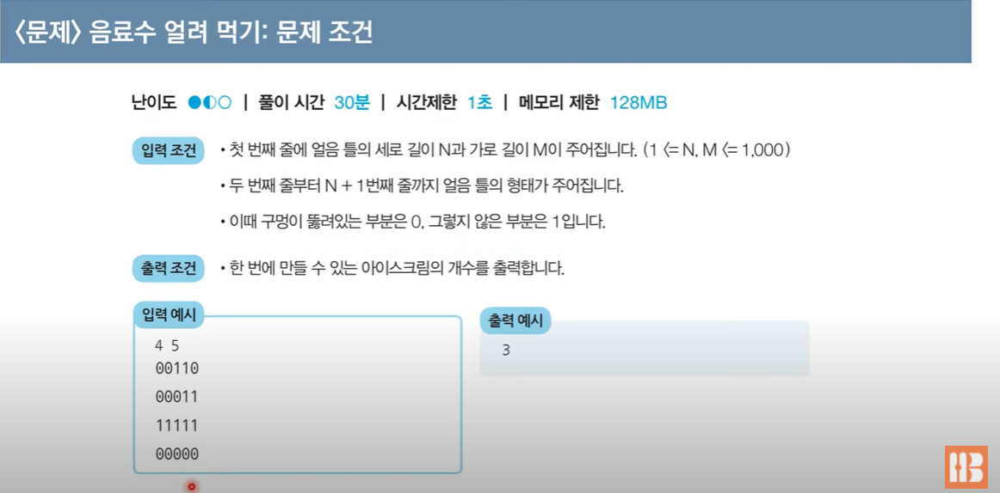 〈문제〉 음료수 얼려 먹기: 문제 조건
난이도 ●◐○ | 풀이 시간 30분 | 시간제한 1초 | 메모리 제한 128MB
입력 조건 • 첫 번째 줄에 얼음 틀의 세로 길이 N과 가로 길이 M이 주어집니다. (1 <= N, M <= 1,000)
• 두 번째 줄부터 N + 1번째 줄까지 얼음 틀의 형태가 주어집니다.
• 이때 구멍이 뚫려있는 부분은 0, 그렇지 않은 부분은 1입니다.
출력 조건 • 한 번에 만들 수 있는 아이스크림의 개수를 출력합니다.
입력 예시
4 5
00110
00011
11111
00000
출력 예시
3
HB